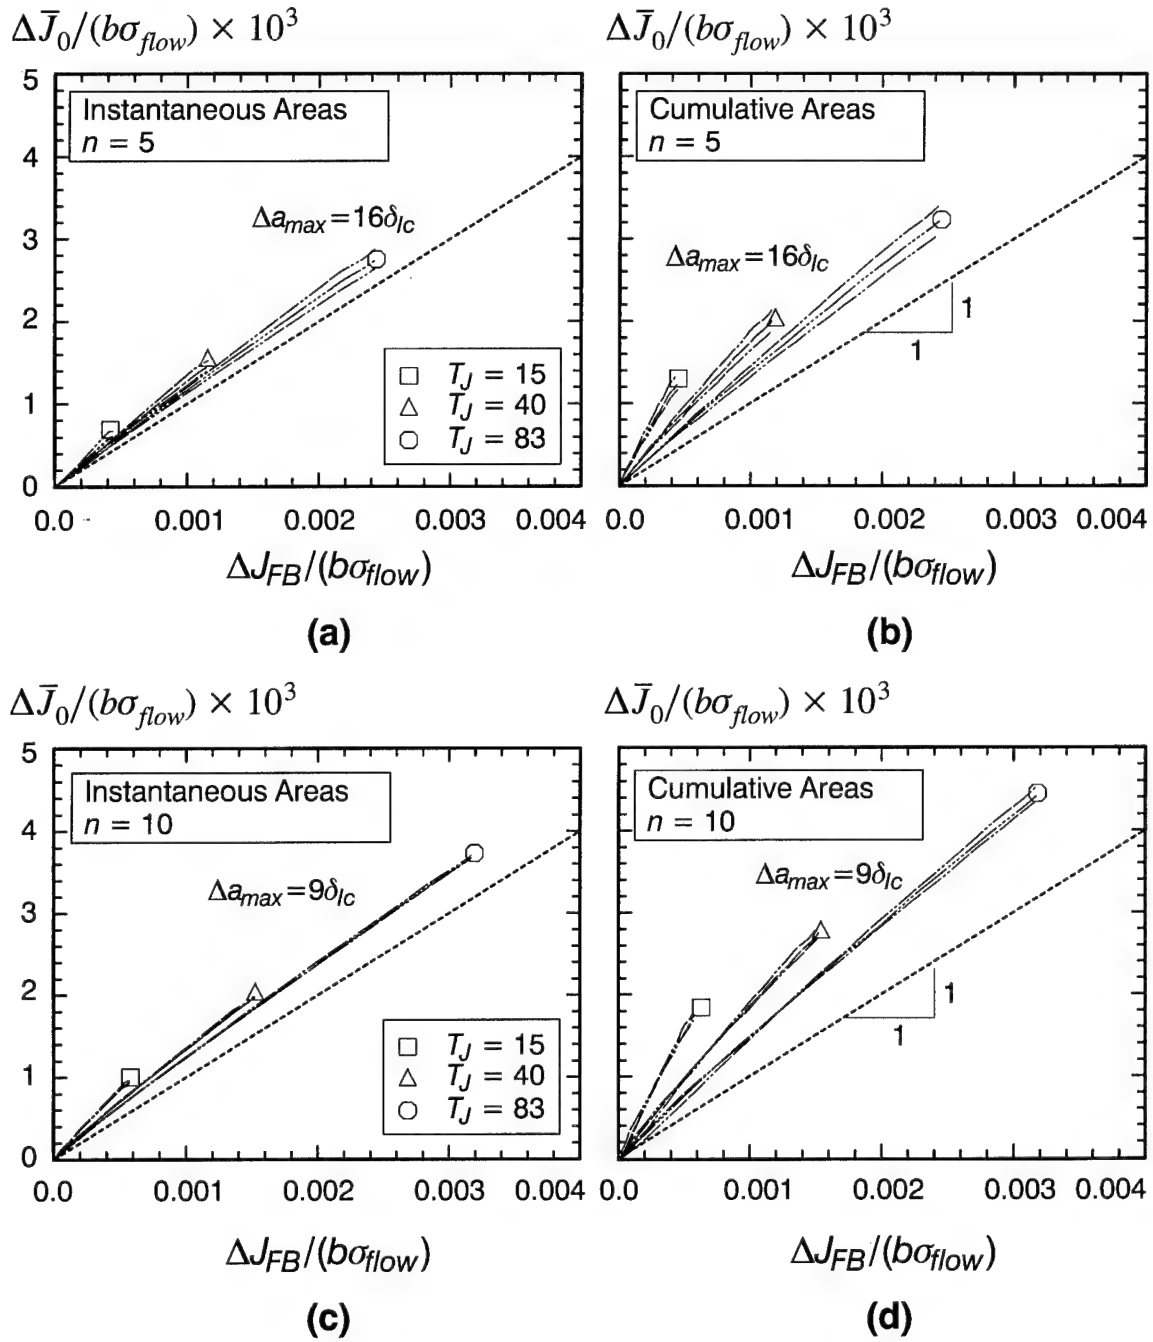 ΔJ̄₀/(bσ_flow) × 10³
ΔJ̄₀/(bσ_flow) × 10³
5
Instantaneous Areas
n = 5
Cumulative Areas
n = 5
4
Δa_max=16δ_Ic
3
Δa_max=16δ_Ic
2
1
1
T_J = 15
T_J = 40
T_J = 83
1
0
0.0 0.001 0.002 0.003 0.004
0.0 0.001 0.002 0.003 0.004
ΔJ_FB/(bσ_flow)
ΔJ_FB/(bσ_flow)
(a)
(b)
ΔJ̄₀/(bσ_flow) × 10³
ΔJ̄₀/(bσ_flow) × 10³
5
Instantaneous Areas
n = 10
Cumulative Areas
n = 10
4
Δa_max=9δ_Ic
Δa_max=9δ_Ic
3
2
1
1
T_J = 15
T_J = 40
T_J = 83
1
0
0.0 0.001 0.002 0.003 0.004
0.0 0.001 0.002 0.003 0.004
ΔJ_FB/(bσ_flow)
ΔJ_FB/(bσ_flow)
(c)
(d)